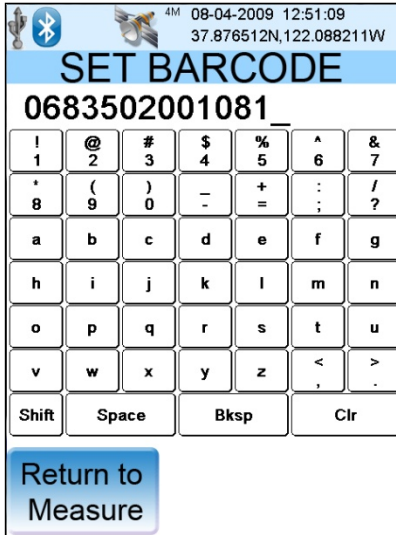 4M 08-04-2009 12:51:09
37.876512N,122.088211W
SET BARCODE
0683502001081_
! @ # $ % ^ &
1 2 3 4 5 6 7
* ( ) _ + : /
8 9 0 - = ; ?
a b c d e f g
h i j k l m n
o p q r s t u
v w x y z < >
, .
Shift Space Bksp Clr
Return to
Measure